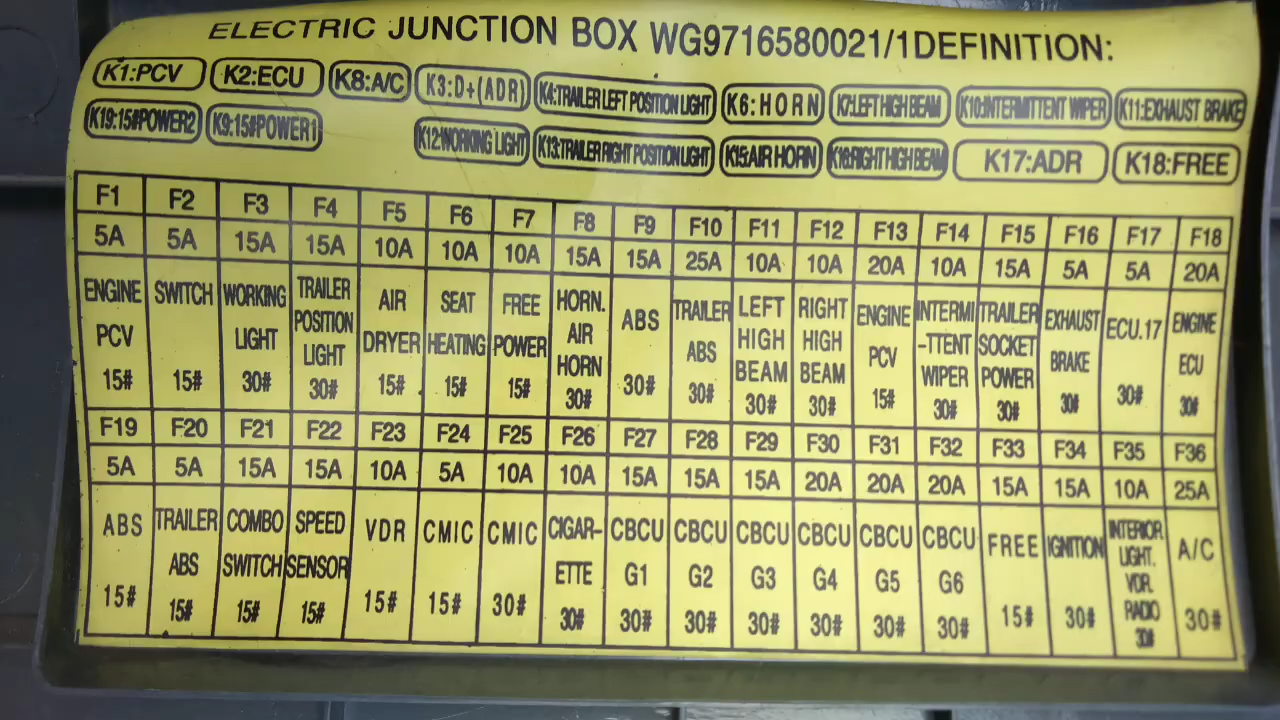 ELECTRIC JUNCTION BOX WG9716580021/1DEFINITION:
K1:PCV K2:ECU K8:A/C K3:D+(ADR) K4:TRAILER LEFT POSITION LIGHT K6:HORN K7:LEFT HIGH BEAM K10:INTERMITTENT WIPER K11:EXHAUST BRAKE
K19:15#POWER2 K9:15#POWER1 K12:WORKING LIGHT K13:TRAILER RIGHT POSITION LIGHT K15:AIR HORN K16:RIGHT HIGH BEAM K17:ADR K18:FREE
F1 F2 F3 F4 F5 F6 F7 F8 F9 F10 F11 F12 F13 F14 F15 F16 F17 F18
5A 5A 15A 15A 10A 10A 10A 15A 15A 25A 10A 10A 20A 10A 15A 5A 5A 20A
ENGINE SWITCH WORKING TRAILER AIR SEAT FREE HORN. ABS TRAILER LEFT RIGHT ENGINE INTERMI TRAILER EXHAUST ECU.17 ENGINE
PCV LIGHT POSITION DRYER HEATING POWER AIR ABS HIGH HIGH PCV -TTENT SOCKET BRAKE ECU
LIGHT HORN BEAM BEAM WIPER POWER
15# 15# 30# 30# 15# 15# 15# 30# 30# 30# 30# 30# 15# 30# 30# 30# 30# 30#
F19 F20 F21 F22 F23 F24 F25 F26 F27 F28 F29 F30 F31 F32 F33 F34 F35 F36
5A 5A 15A 15A 10A 5A 10A 10A 15A 15A 15A 20A 20A 20A 15A 15A 10A 25A
ABS TRAILER COMBO SPEED VDR CMIC CMIC CIGAR- CBCU CBCU CBCU CBCU CBCU CBCU FREE IGNITION INTERIOR A/C
ABS SWITCH SENSOR ETTE G1 G2 G3 G4 G5 G6 LIGHT.
VDR.
RADIO
15# 15# 15# 15# 15# 15# 30# 30# 30# 30# 30# 30# 30# 30# 15# 30# 30# 30#